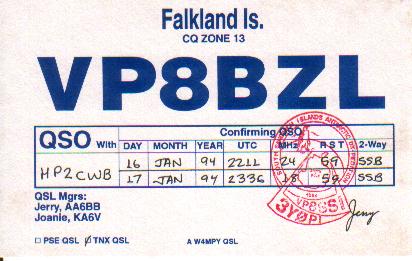 Falkland Is.
CQ ZONE 13
VP8BZL
Confirming QSO
QSO With DAY MONTH YEAR UTC MHz R S T 2-Way
HP2CWB 16 JAN 94 2211 24 59 SSB
17 JAN 94 2336 18 59 SSB
QSL Mgrs:
Jerry, AA6BB
Joanie, KA6V
VP8SS
3Y0PI
Jerry
PSE QSL TNX QSL A W4MPY QSL